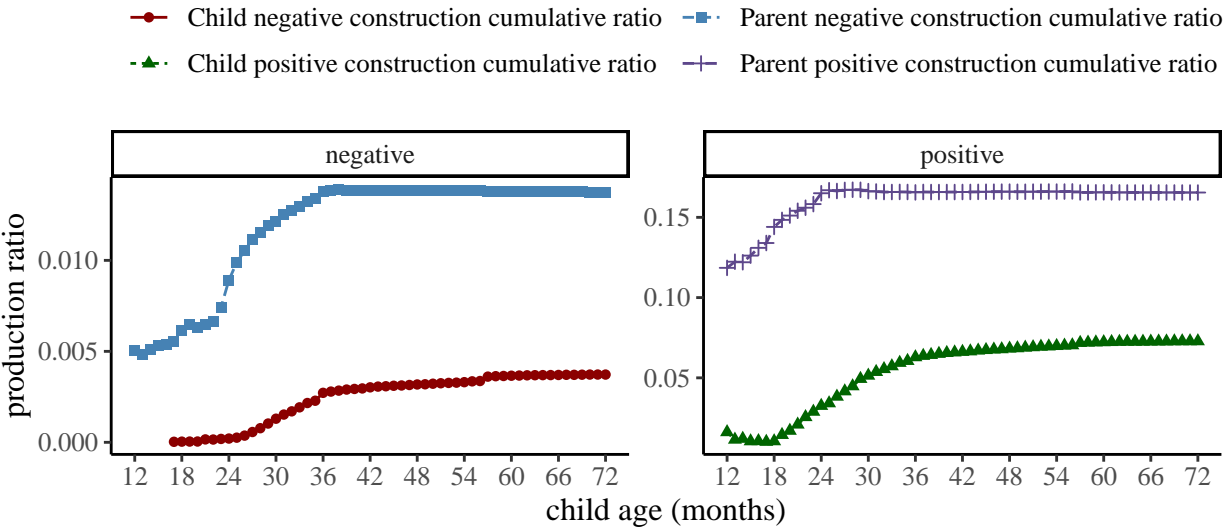 Child negative construction cumulative ratio
Parent negative construction cumulative ratio
Child positive construction cumulative ratio
Parent positive construction cumulative ratio
negative
positive
production ratio
0.010
0.005
0.000
0.15
0.10
0.05
12 18 24 30 36 42 48 54 60 66 72
12 18 24 30 36 42 48 54 60 66 72
child age (months)